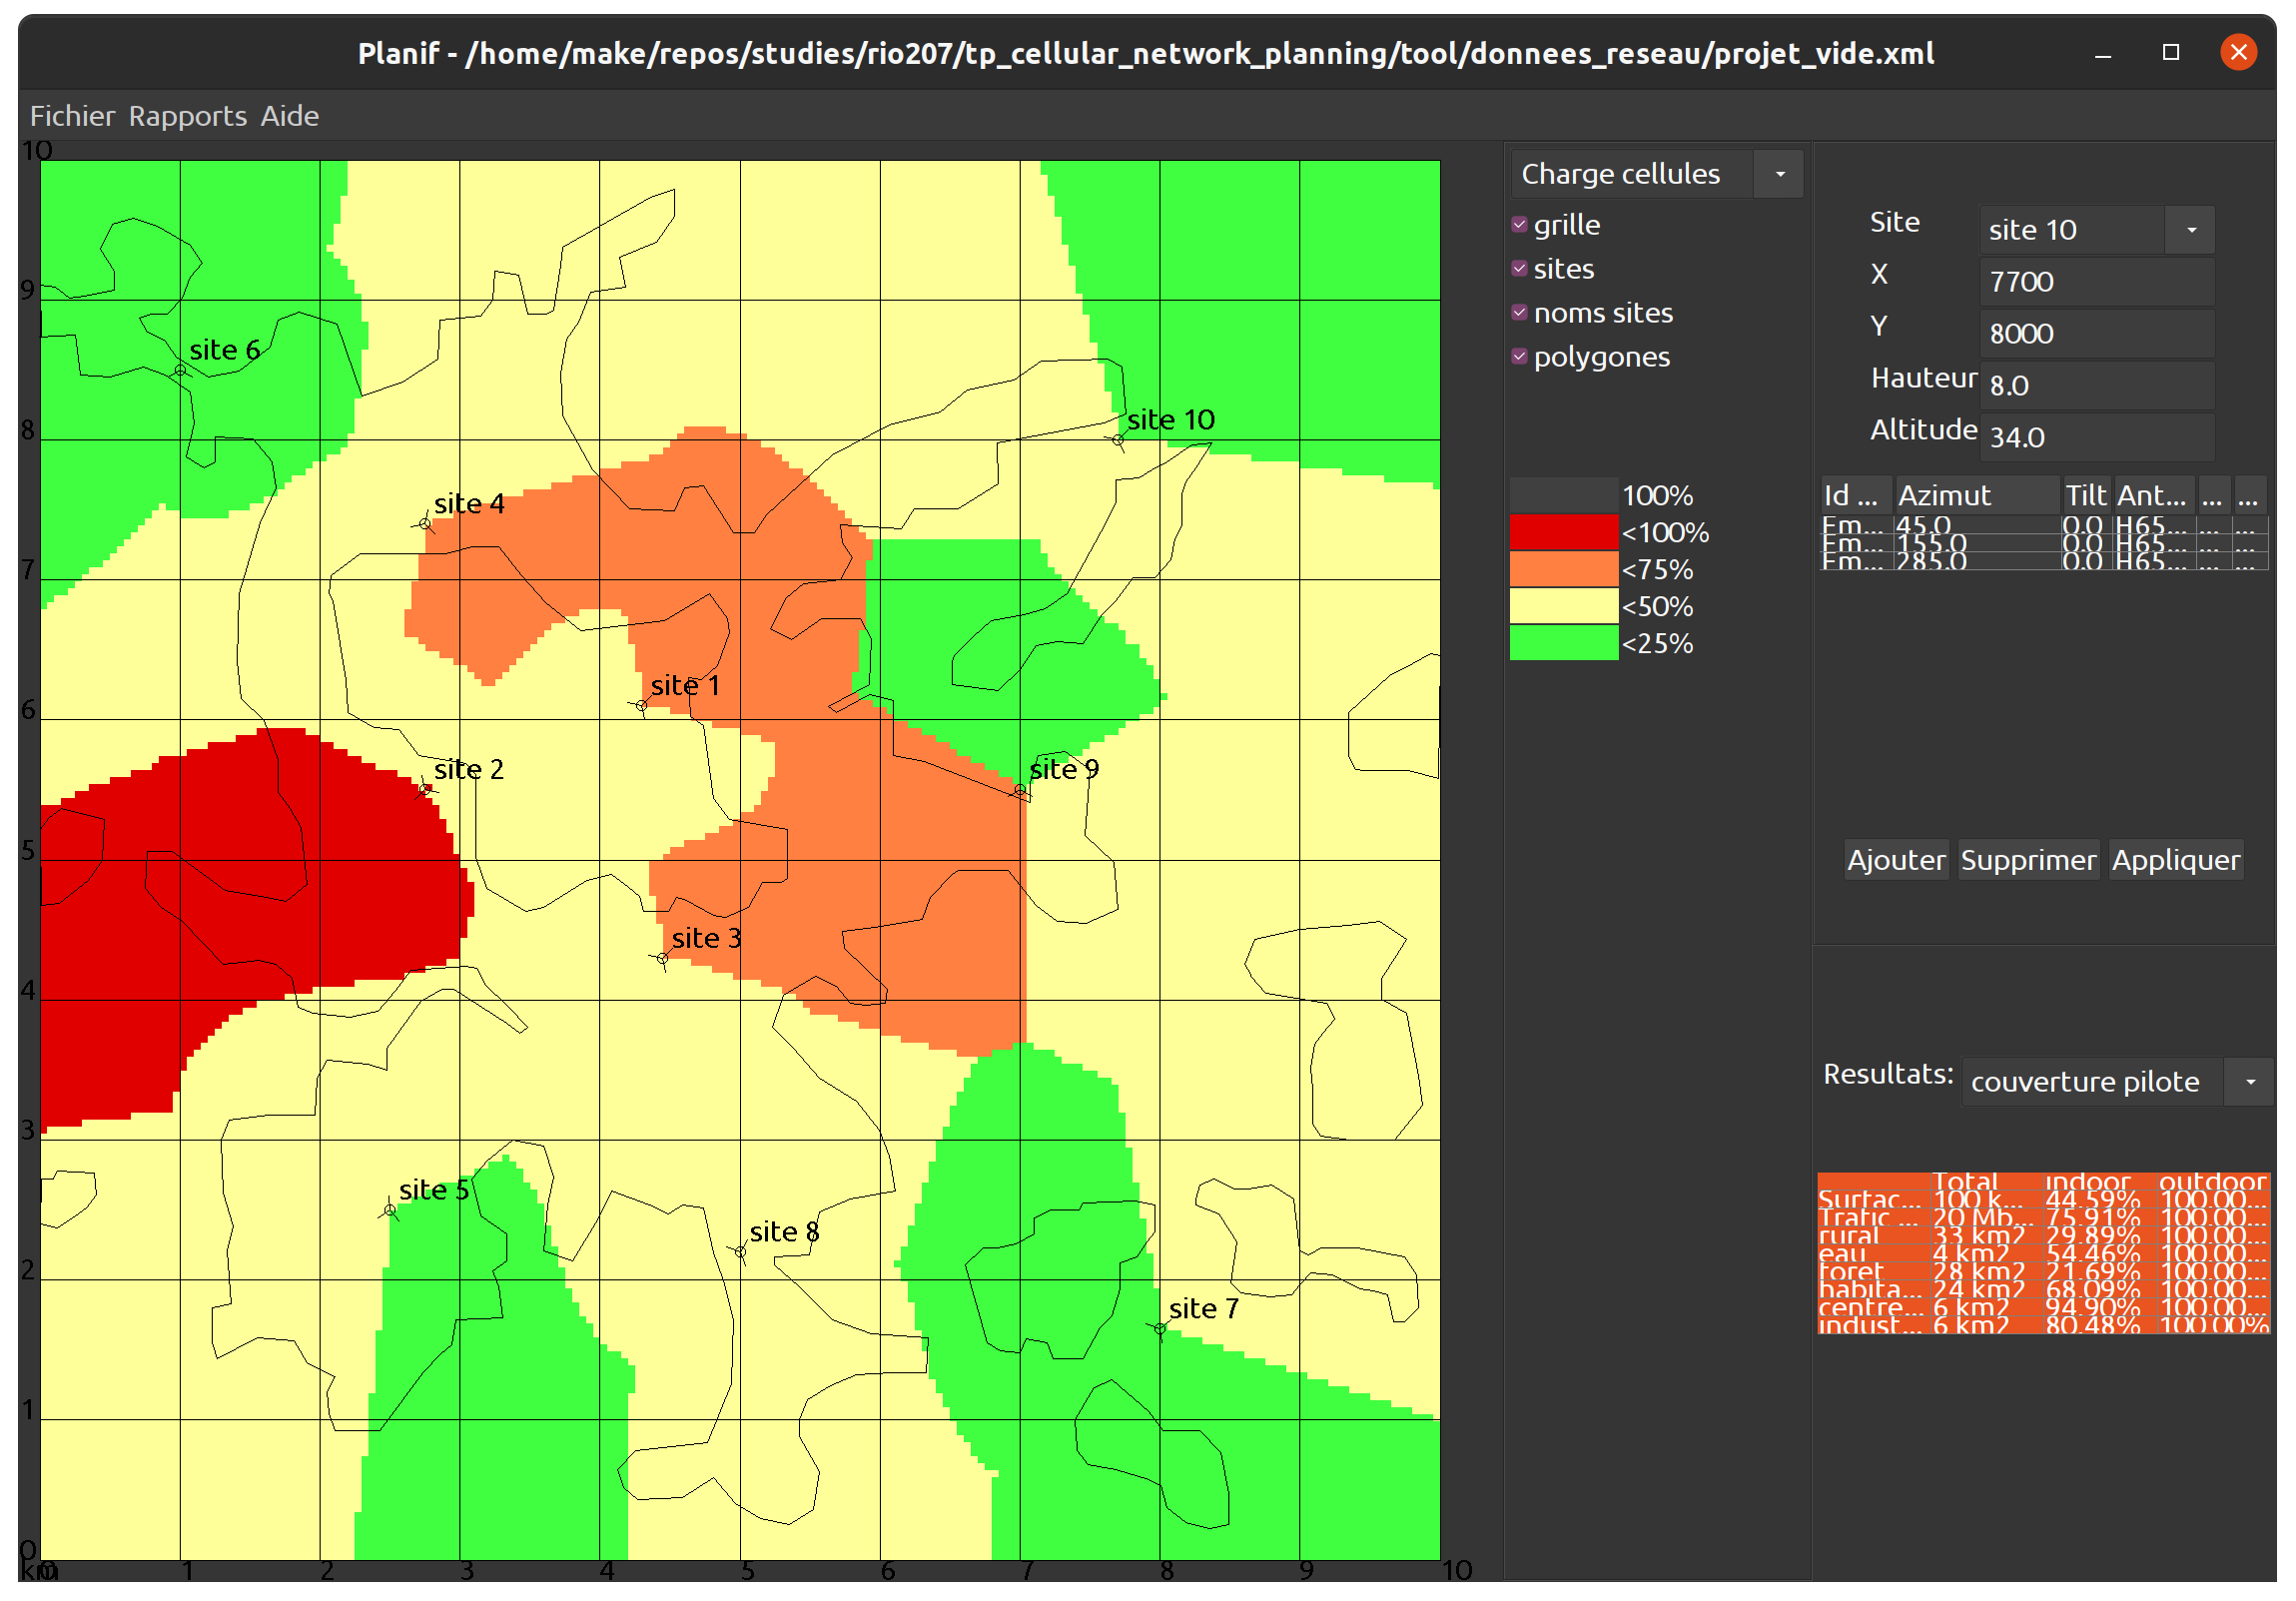 Planif - /home/make/repos/studies/rio207/tp_cellular_network_planning/tool/donnees_reseau/projet_vide.xml
Fichier Rapports Aide
10
9
8
7
6
5
4
3
2
1
0
km
0 1 2 3 4 5 6 7 8 9 10
site 6
site 10
site 4
site 1
site 2
site 9
site 3
site 5
site 8
site 7
Charge cellules
grille
sites
noms sites
polygones
100%
<100%
<75%
<50%
<25%
Site site 10
X 7700
Y 8000
Hauteur 8.0
Altitude 34.0
Id ... Azimut Tilt Ant... ... ...
Em... 45.0 0.0 H65... ... ...
Em... 155.0 0.0 H65... ... ...
Em... 285.0 0.0 H65... ... ...
Ajouter Supprimer Appliquer
Resultats: couverture pilote
Total indoor outdoor
Surfac... 100 k... 44.59% 100.00...
Trafic ... 20 Mb... 75.91% 100.00...
rural 33 km2 29.89% 100.00...
eau 4 km2 54.46% 100.00...
foret 28 km2 21.69% 100.00...
habita... 24 km2 68.09% 100.00...
centre... 6 km2 94.90% 100.00...
indust... 6 km2 80.48% 100.00%